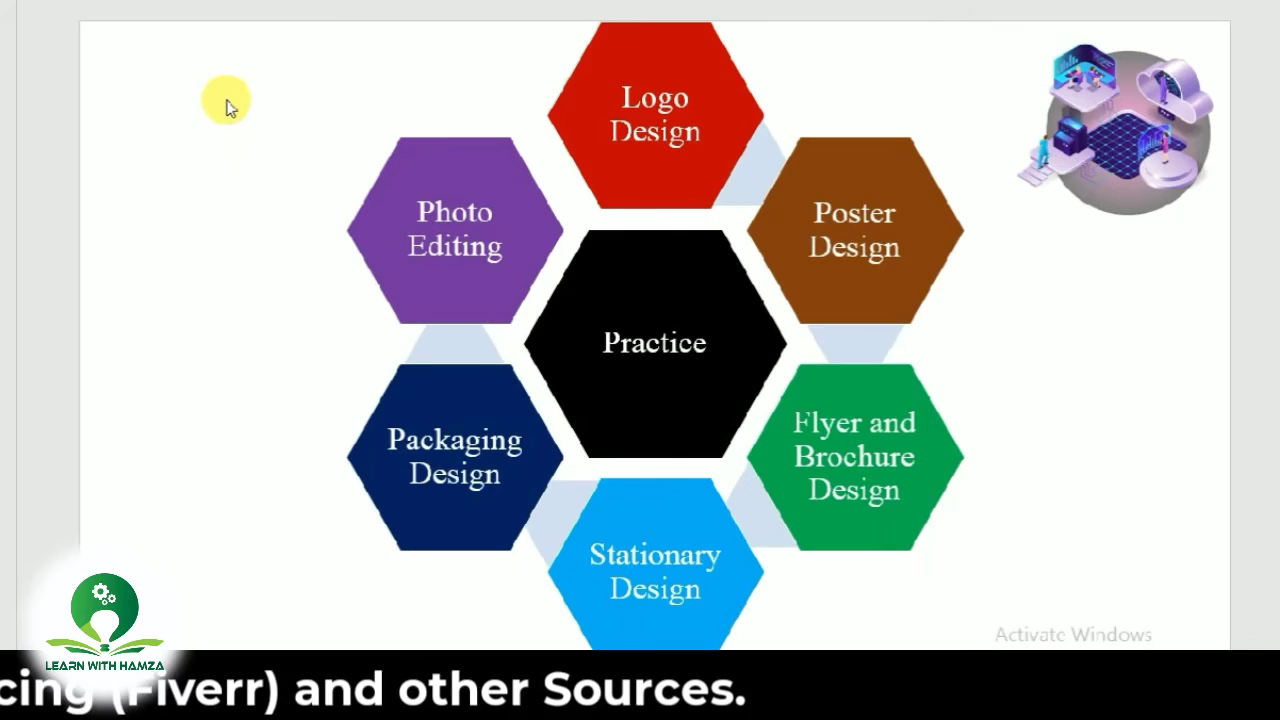 Logo
Design
Photo
Editing
Poster
Design
Practice
Packaging
Design
Flyer and
Brochure
Design
Stationary
Design
Activate Windows
LEARN WITH HAMZA
(Fiverr) and other Sources.